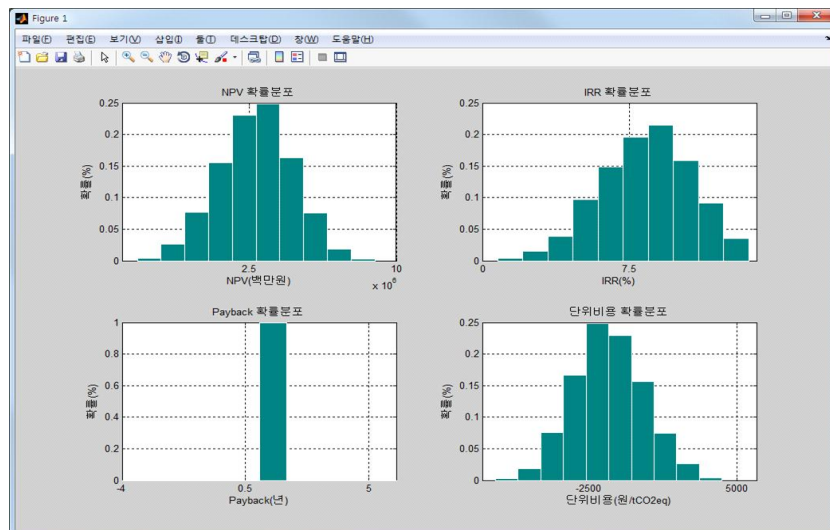 Figure 1
파일(F) 편집(E) 보기(V) 삽입(I) 툴(T) 데스크탑(D) 창(W) 도움말(H)
NPV 확률분포
확률(%)
0.25
0.2
0.15
0.1
0.05
0
2.5
10
NPV(백만원)
x 10⁶
IRR 확률분포
확률(%)
0.25
0.2
0.15
0.1
0.05
0
0
7.5
IRR(%)
Payback 확률분포
확률(%)
1
0.8
0.6
0.4
0.2
0
-4
0.5
5
Payback(년)
단위비용 확률분포
확률(%)
0.25
0.2
0.15
0.1
0.05
0
-2500
5000
단위비용(원/tCO2eq)